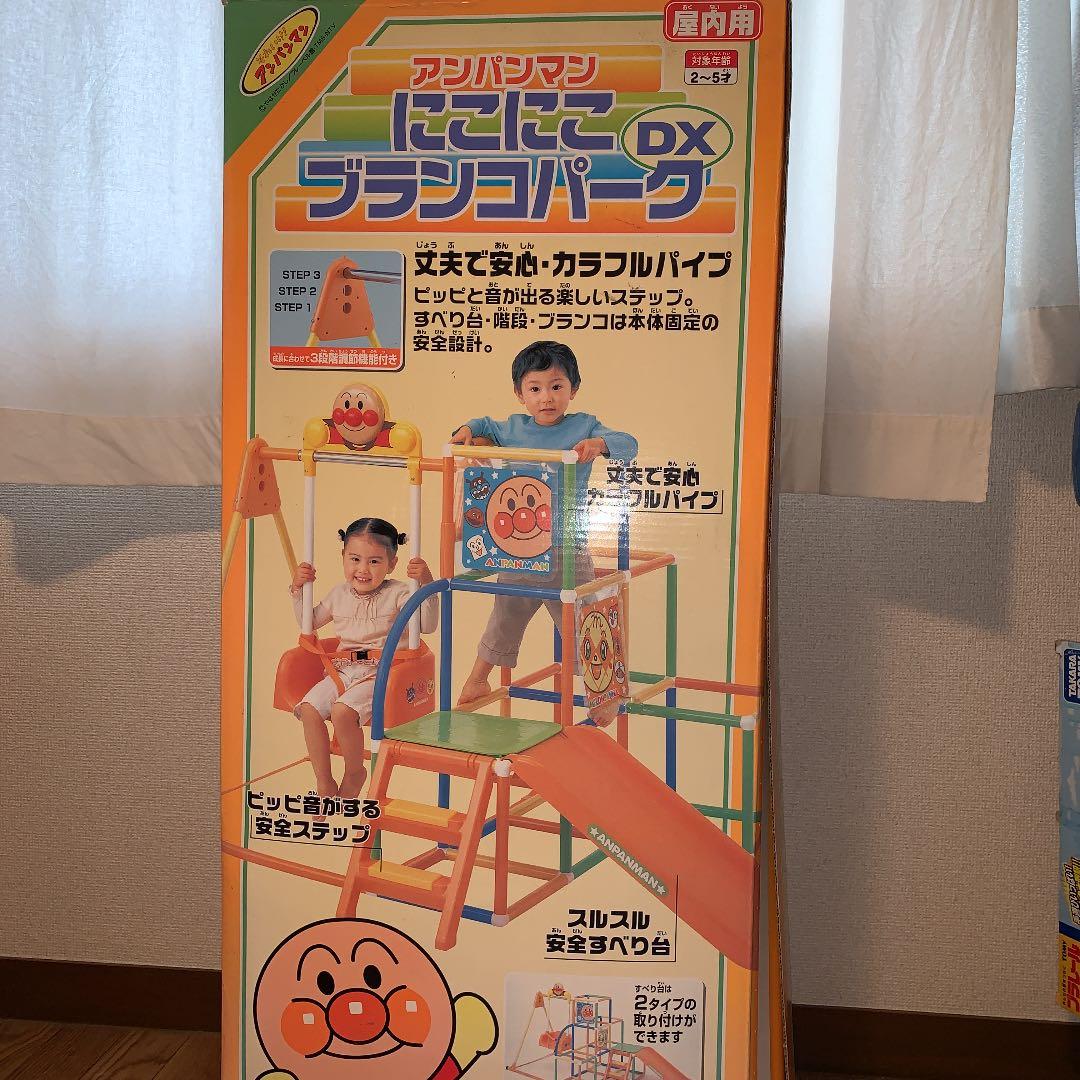 アンパンマン
屋内用
対象年齢
2〜5才
アンパンマン
にこにこ
ブランコパーク
DX
STEP 3
STEP 2
STEP 1
成長に合わせて3段階調節機能付き
丈夫で安心・カラフルパイプ
ピッピと音が出る楽しいステップ。
すべり台・階段・ブランコは本体固定の
安全設計。
丈夫で安心
カラフルパイプ
ANPANMAN
ピッピ音がする
安全ステップ
★ANPANMAN★
スルスル
安全すべり台
すべり台は
2タイプの
取り付けが
できます
TAKARA
プラレール